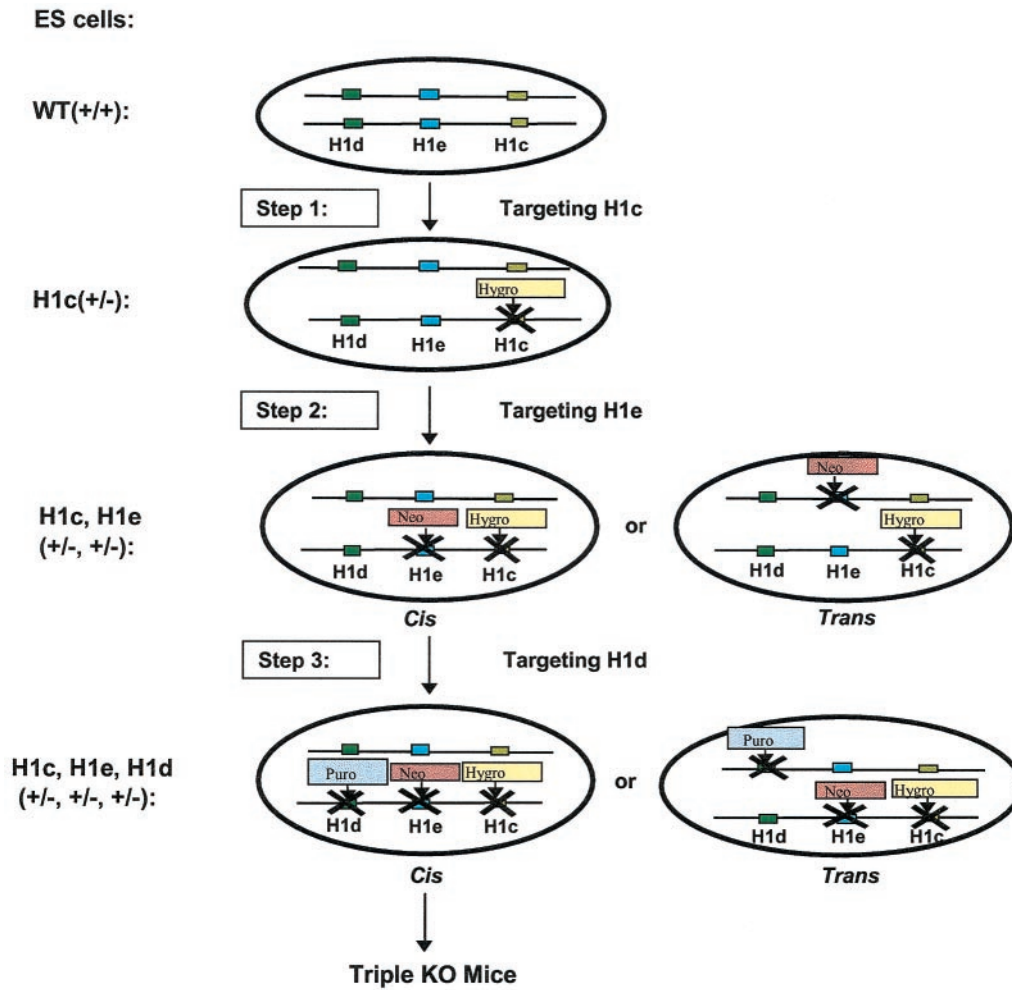 ES cells:
WT(+/+):
H1d H1e H1c
Step 1: Targeting H1c
H1c(+/-):
Hygro
H1d H1e H1c
Step 2: Targeting H1e
H1c, H1e
(+/-, +/-):
Neo Hygro
H1d H1e H1c
Cis
or
Neo
Hygro
H1d H1e H1c
Trans
Step 3: Targeting H1d
H1c, H1e, H1d
(+/-, +/-, +/-):
Puro Neo Hygro
H1d H1e H1c
Cis
or
Puro
Neo Hygro
H1d H1e H1c
Trans
Triple KO Mice